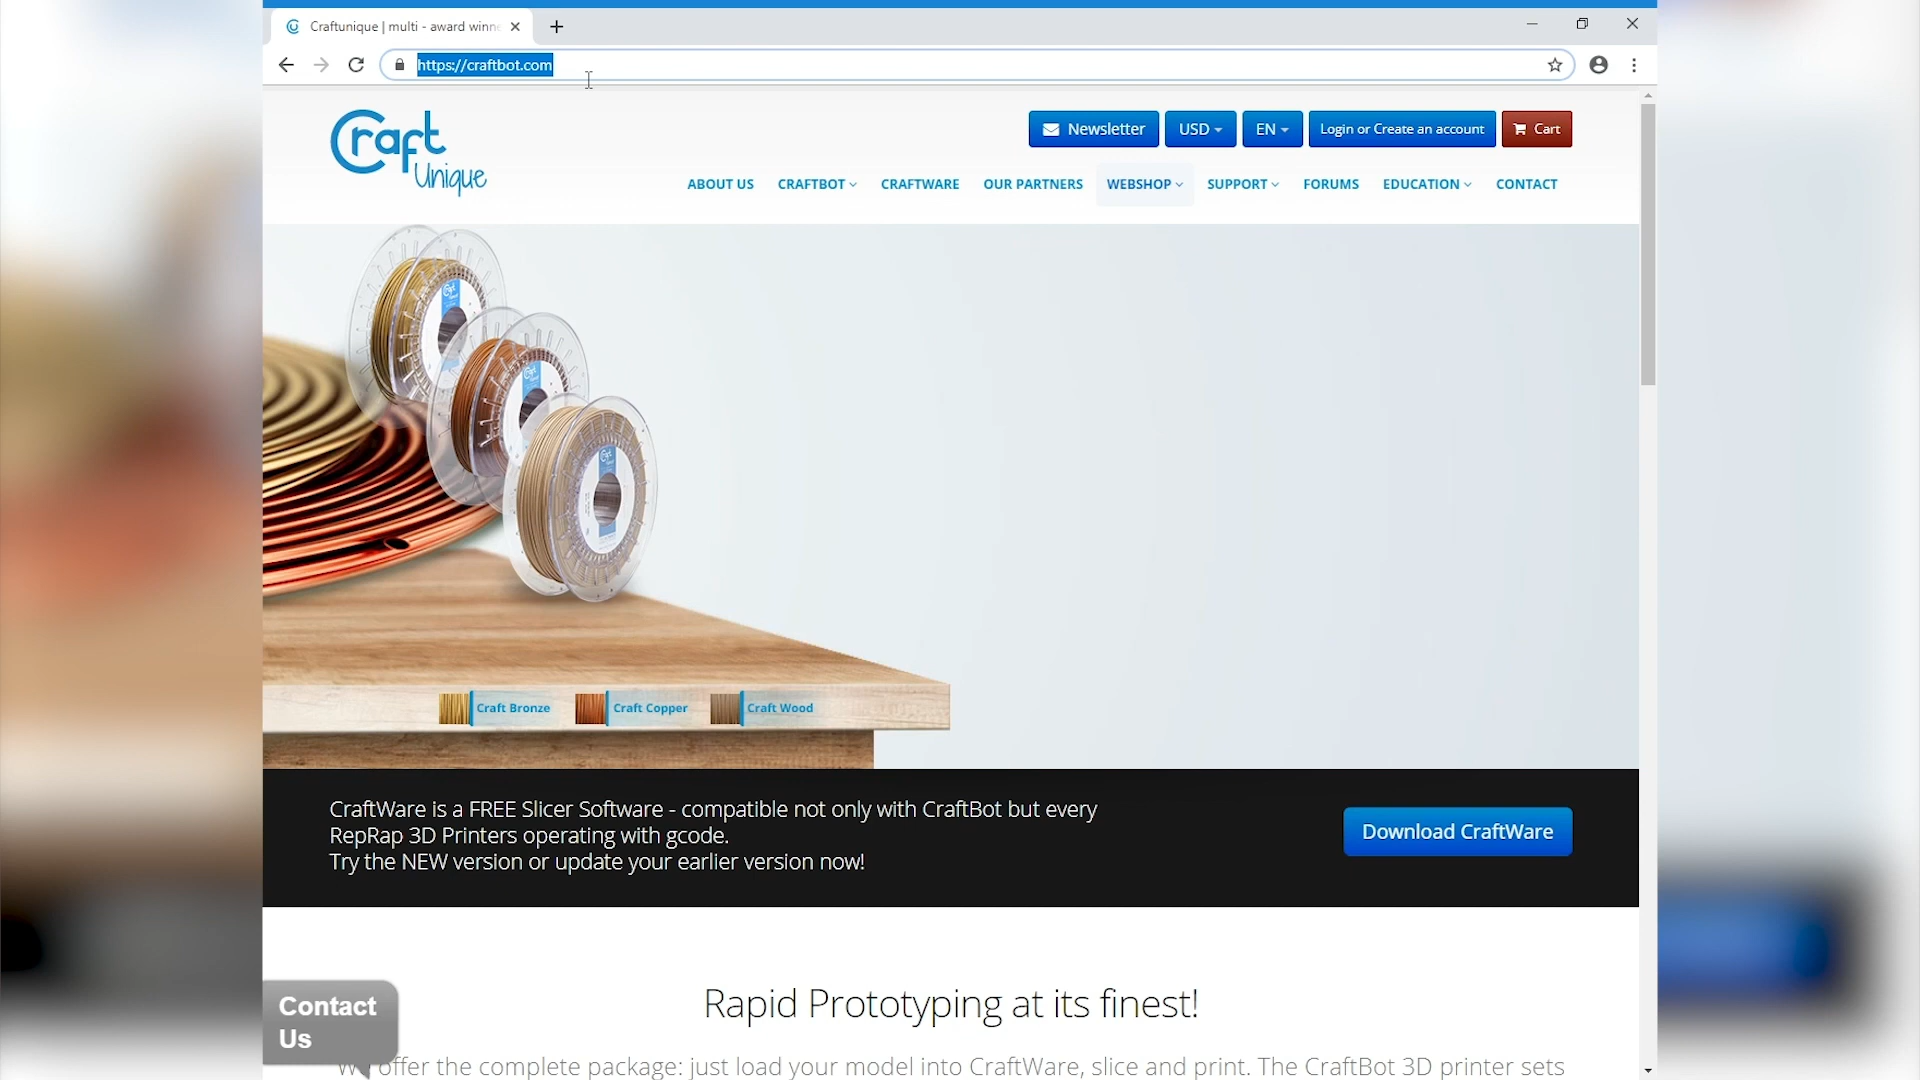 Craftunique | multi - award winne
https://craftbot.com
Craft
Unique
Newsletter
USD
EN
Login or Create an account
Cart
ABOUT US
CRAFTBOT
CRAFTWARE
OUR PARTNERS
WEBSHOP
SUPPORT
FORUMS
EDUCATION
CONTACT
Craft Bronze
Craft Copper
Craft Wood
CraftWare is a FREE Slicer Software - compatible not only with CraftBot but every
RepRap 3D Printers operating with gcode.
Try the NEW version or update your earlier version now!
Download CraftWare
Rapid Prototyping at its finest!
Contact
Us
We offer the complete package: just load your model into CraftWare, slice and print. The CraftBot 3D printer sets